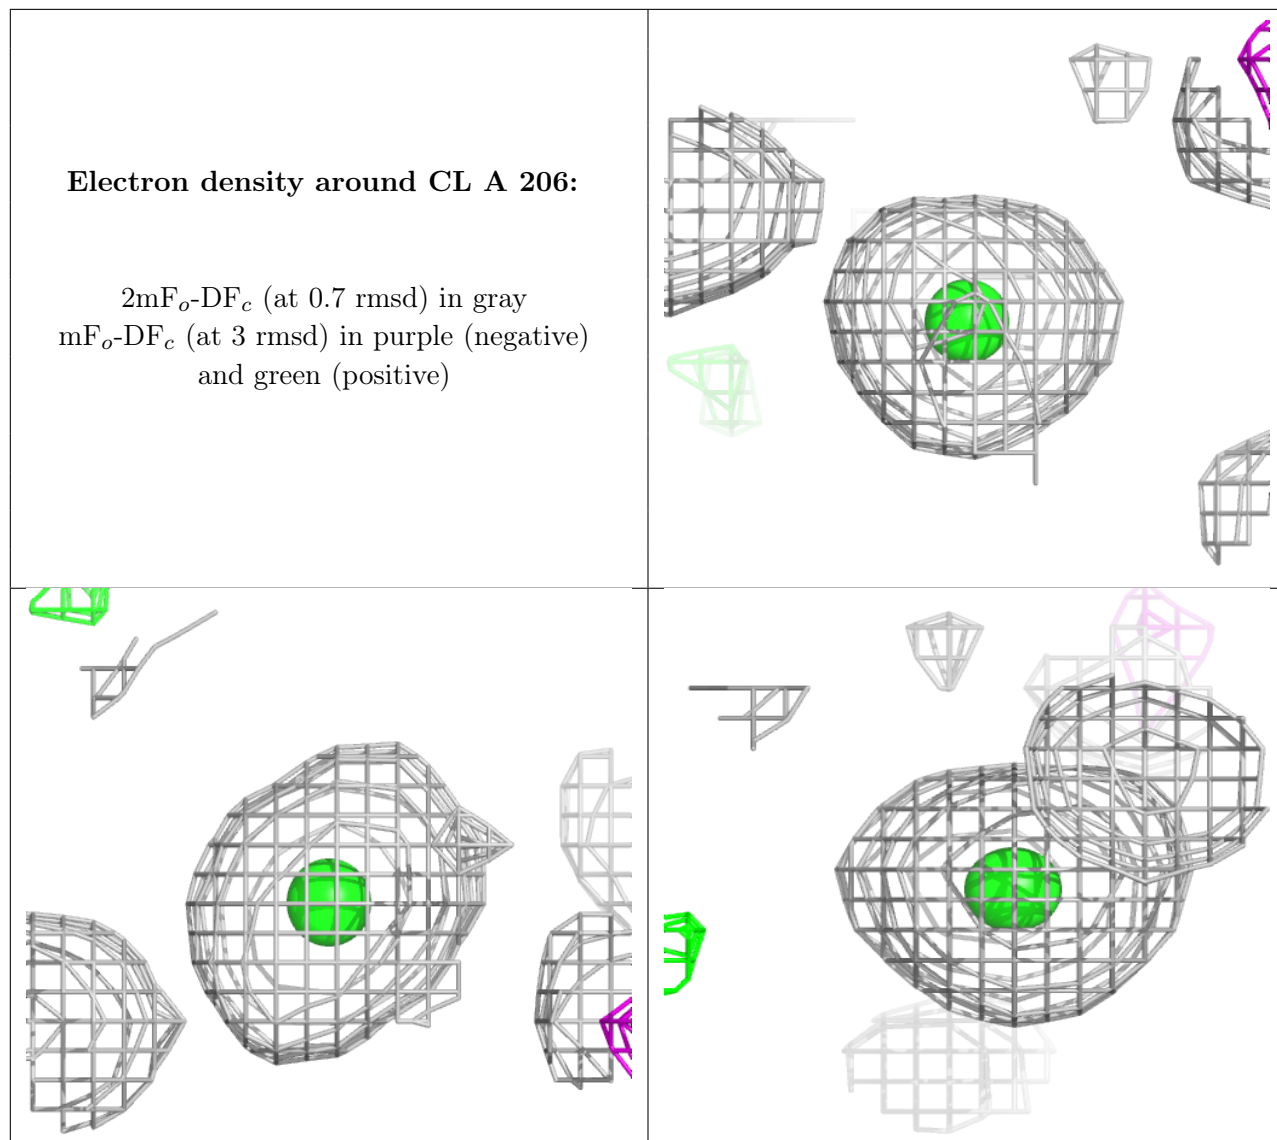 Electron density around CL A 206:
2mFo-DFc (at 0.7 rmsd) in gray
mFo-DFc (at 3 rmsd) in purple (negative)
and green (positive)